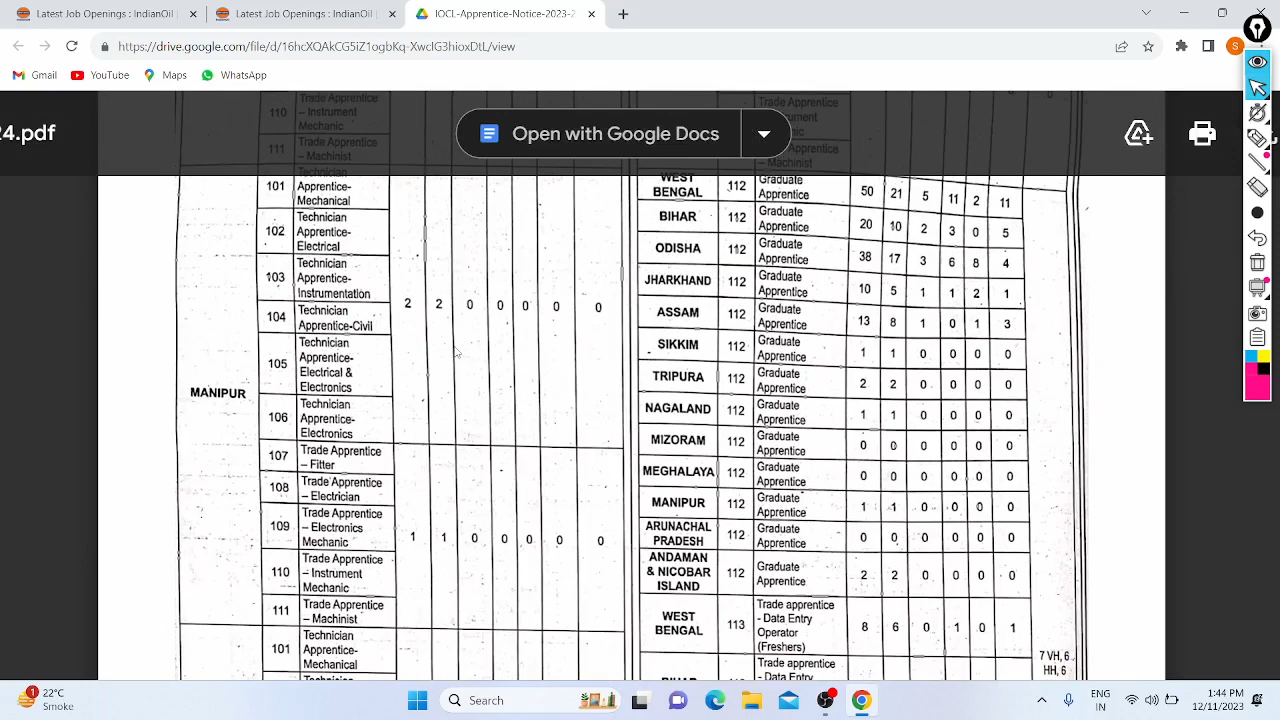 Latest Job Openings : IndianOil
Latest Job Openings : IndianOil
IOCL-Apprentice-Notice-2023-2
https://drive.google.com/file/d/16hcXQAkCG5lZ1ogbKq-XwcIG3hihxDtL/view
S
Gmail
YouTube
Maps
WhatsApp
24.pdf
Open with Google Docs
110
Trade Apprentice
– Instrument
Mechanic
111
Trade Apprentice
– Machinist
101
Technician
Apprentice-
Mechanical
102
Technician
Apprentice-
Electrical
103
Technician
Apprentice-
Instrumentation
2 2 0 0 0 0 0
104
Technician
Apprentice-Civil
105
Technician
Apprentice-
Electrical &
Electronics
MANIPUR
106
Technician
Apprentice-
Electronics
107
Trade Apprentice
– Fitter
108
Trade Apprentice
– Electrician
109
Trade Apprentice
– Electronics
Mechanic
1 1 0 0 0 0 0
110
Trade Apprentice
– Instrument
Mechanic
111
Trade Apprentice
– Machinist
101
Technician
Apprentice-
Mechanical
Trade Apprentice
Mechanic
Trade Apprentice
– Machinist
WEST
BENGAL
112
Graduate
Apprentice
50 21 5 11 2 11
BIHAR
112
Graduate
Apprentice
20 10 2 3 0 5
ODISHA
112
Graduate
Apprentice
38 17 3 6 8 4
JHARKHAND
112
Graduate
Apprentice
10 5 1 1 2 1
ASSAM
112
Graduate
Apprentice
13 8 1 0 1 3
SIKKIM
112
Graduate
Apprentice
1 1 0 0 0 0
TRIPURA
112
Graduate
Apprentice
2 2 0 0 0 0
NAGALAND
112
Graduate
Apprentice
1 1 0 0 0 0
MIZORAM
112
Graduate
Apprentice
0 0 0 0 0 0
MEGHALAYA
112
Graduate
Apprentice
0 0 0 0 0 0
MANIPUR
112
Graduate
Apprentice
1 1 0 0 0 0
ARUNACHAL
PRADESH
112
Graduate
Apprentice
0 0 0 0 0 0
ANDAMAN
& NICOBAR
ISLAND
112
Graduate
Apprentice
2 2 0 0 0 0
WEST
BENGAL
113
Trade apprentice
- Data Entry
Operator
(Freshers)
8 6 0 1 0 1
7 VH, 6
HH, 6
Trade apprentice
- Data Entry
1
22°C
Smoke
Search
ENG
IN
1:44 PM
12/11/2023